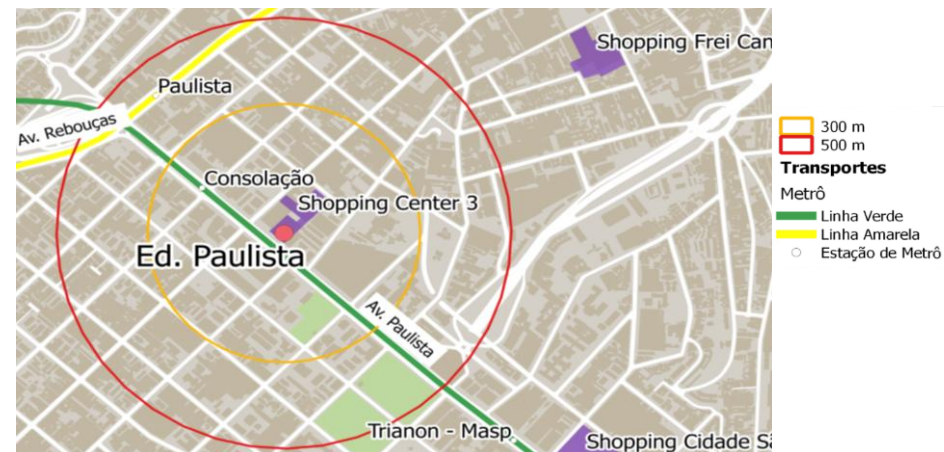 Shopping Frei Can
Paulista
Av. Rebouças
Consolação
Shopping Center 3
Ed. Paulista
Av. Paulista
Trianon - Masp
Shopping Cidade Sã
300 m
500 m
Transportes
Metrô
Linha Verde
Linha Amarela
Estação de Metrô